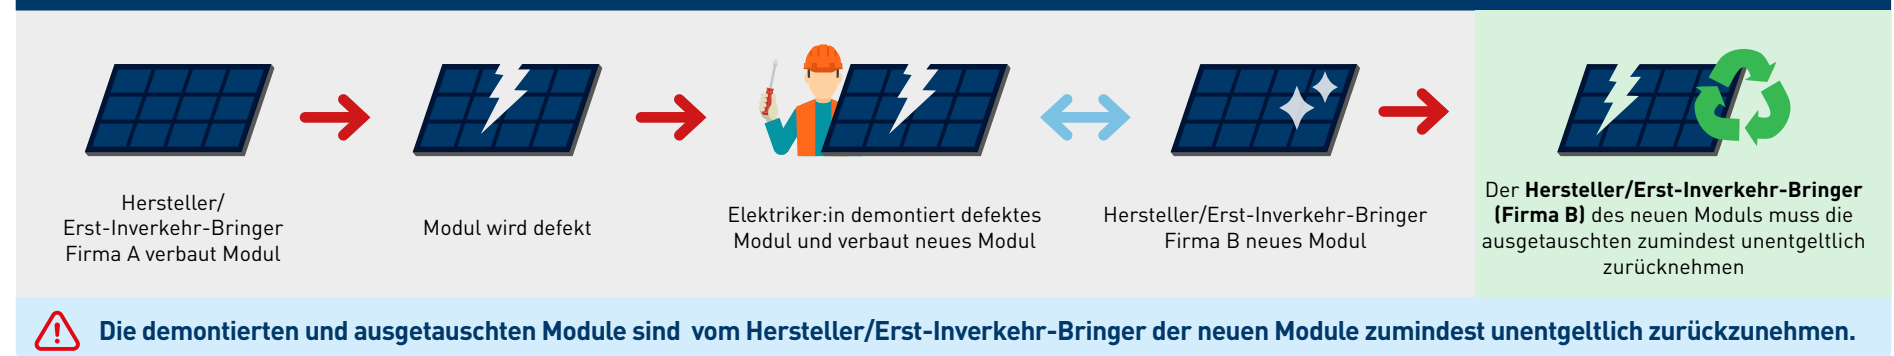 Hersteller/
Erst-Inverkehr-Bringer
Firma A verbaut Modul
Modul wird defekt
Elektriker:in demontiert defektes
Modul und verbaut neues Modul
Hersteller/Erst-Inverkehr-Bringer
Firma B neues Modul
Der Hersteller/Erst-Inverkehr-Bringer
(Firma B) des neuen Moduls muss die
ausgetauschten zumindest unentgeltlich
zurücknehmen
Die demontierten und ausgetauschten Module sind vom Hersteller/Erst-Inverkehr-Bringer der neuen Module zumindest unentgeltlich zurückzunehmen.